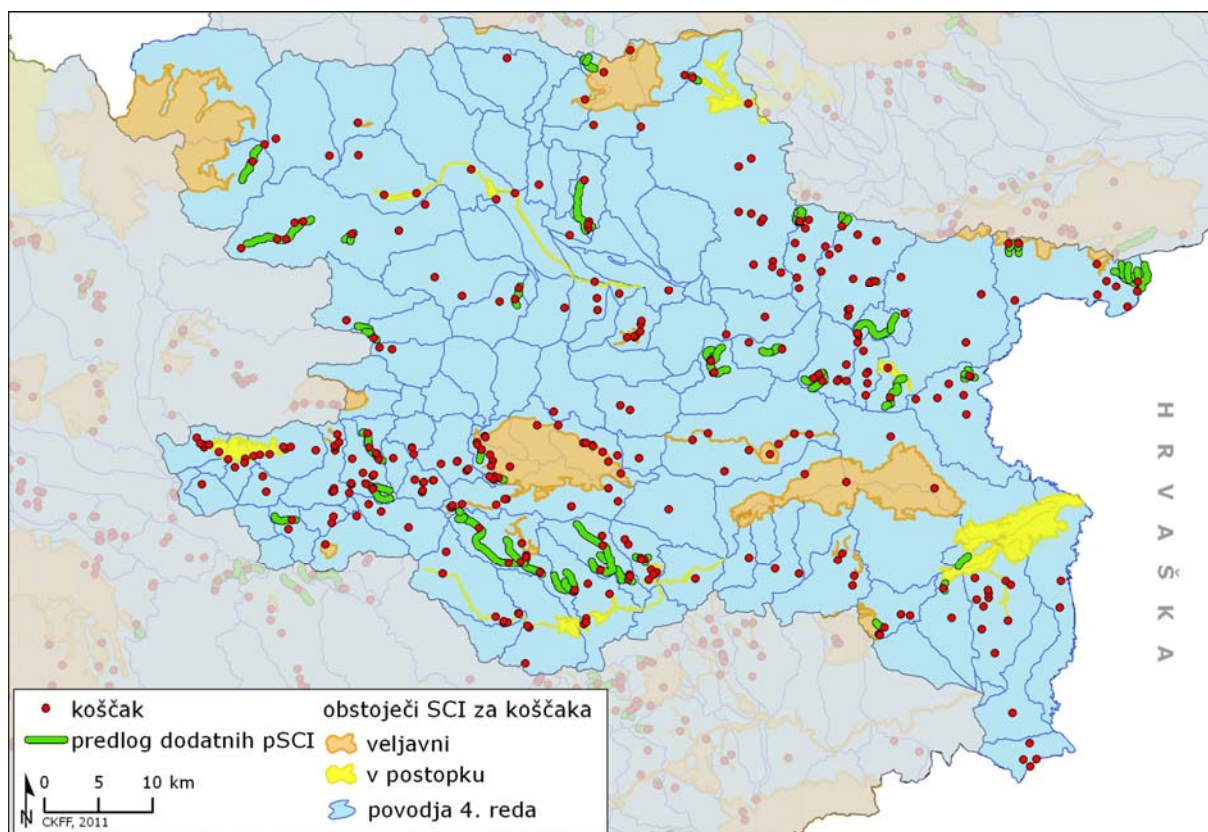 HRVAŠKA
koščak
predlog dodatnih pSCI
0 5 10 km
N
CKFF, 2011
obstoječi SCI za koščaka
veljavni
v postopku
povodja 4. reda